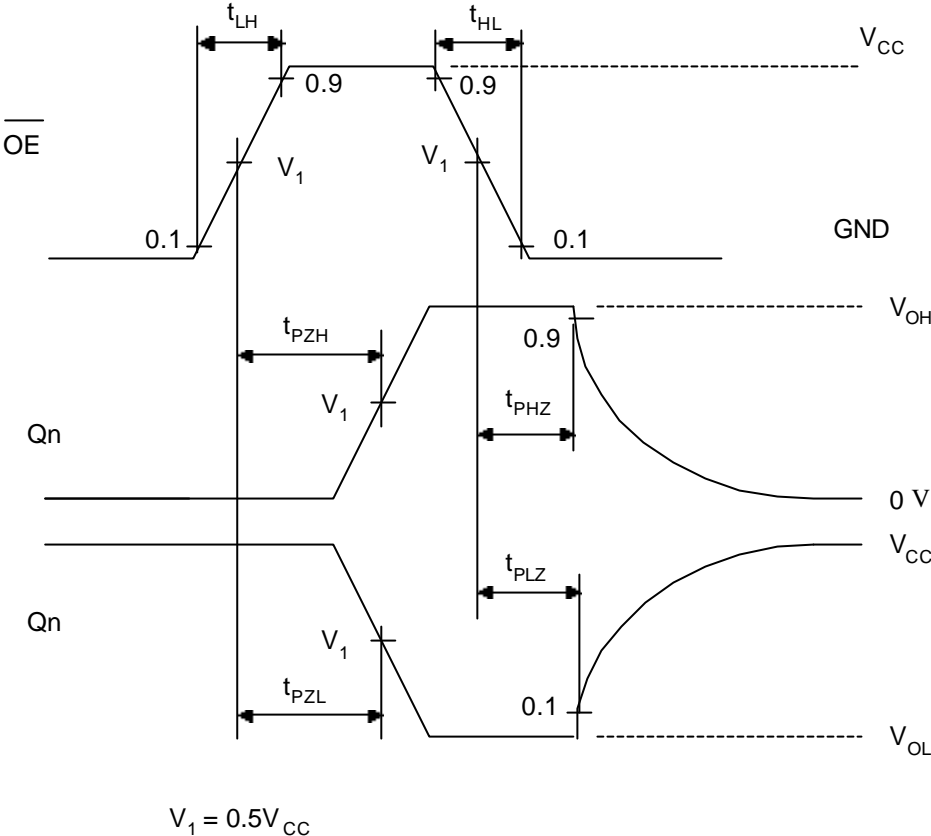 t_LH t_HL
V_CC
0.9 0.9
O̅E̅
V_1 V_1
0.1 0.1
GND
V_OH
t_PZH 0.9
V_1 t_PHZ
Qn
0 V
V_CC
t_PLZ
Qn
V_1
t_PZL 0.1
V_OL
V_1 = 0.5V_CC